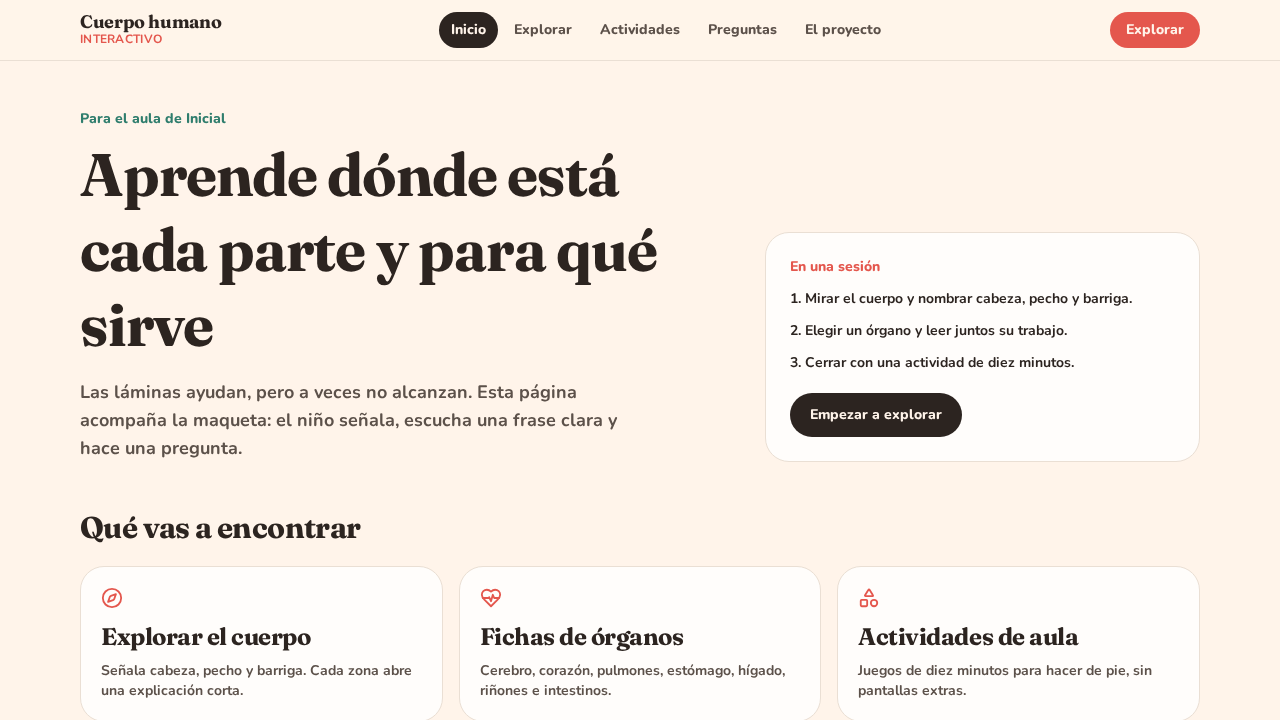 Cuerpo humano
INTERACTIVO
Inicio
Explorar
Actividades
Preguntas
El proyecto
Explorar
Para el aula de Inicial
Aprende dónde está
cada parte y para qué
sirve
Las láminas ayudan, pero a veces no alcanzan. Esta página
acompaña la maqueta: el niño señala, escucha una frase clara y
hace una pregunta.
En una sesión
1. Mirar el cuerpo y nombrar cabeza, pecho y barriga.
2. Elegir un órgano y leer juntos su trabajo.
3. Cerrar con una actividad de diez minutos.
Empezar a explorar
Qué vas a encontrar
Explorar el cuerpo
Señala cabeza, pecho y barriga. Cada zona abre
una explicación corta.
Fichas de órganos
Cerebro, corazón, pulmones, estómago, hígado,
riñones e intestinos.
Actividades de aula
Juegos de diez minutos para hacer de pie, sin
pantallas extras.